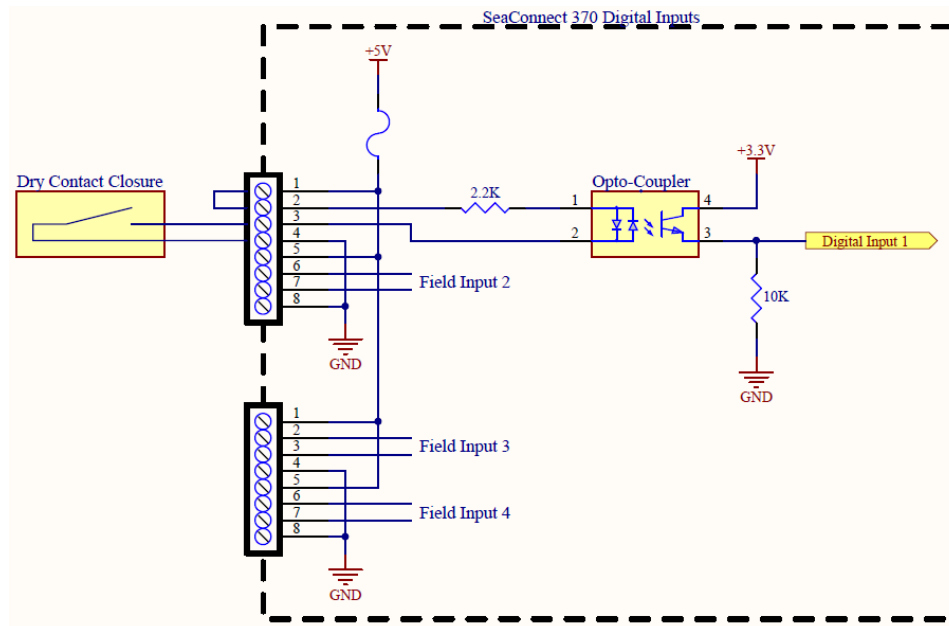 SeaConnect 370 Digital Inputs
+5V
+3.3V
Dry Contact Closure
1
2
3
4
5
6
7
8
2.2K
Opto-Coupler
1
2
4
3
Digital Input 1
Field Input 2
10K
GND
GND
1
2
3
4
5
6
7
8
Field Input 3
Field Input 4
GND